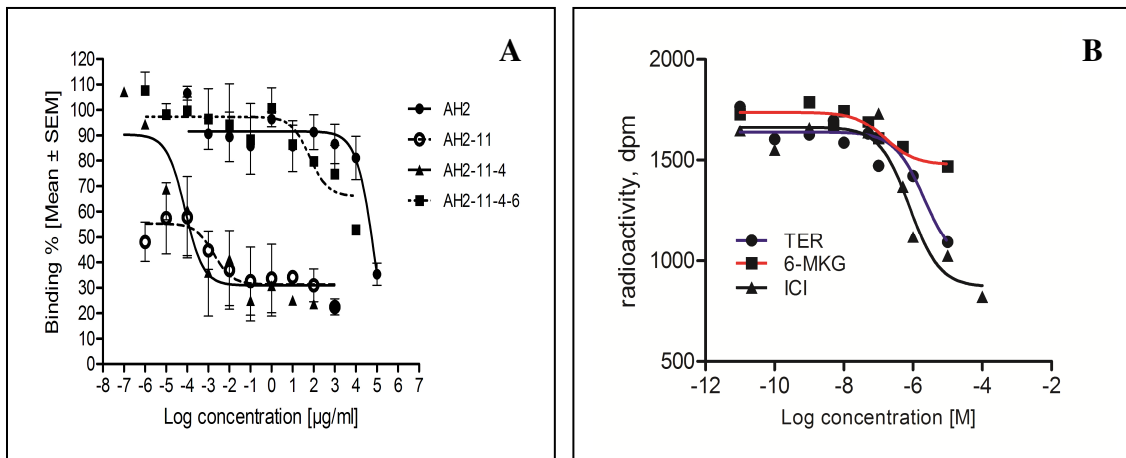 A
Binding % [Mean ± SEM]
120
110
100
90
80
70
60
50
40
30
20
10
0
-8 -7 -6 -5 -4 -3 -2 -1 0 1 2 3 4 5 6 7
Log concentration [µg/ml]
AH2
AH2-11
AH2-11-4
AH2-11-4-6
B
radioactivity, dpm
2000
1500
1000
500
TER
6-MKG
ICI
-12 -10 -8 -6 -4 -2
Log concentration [M]